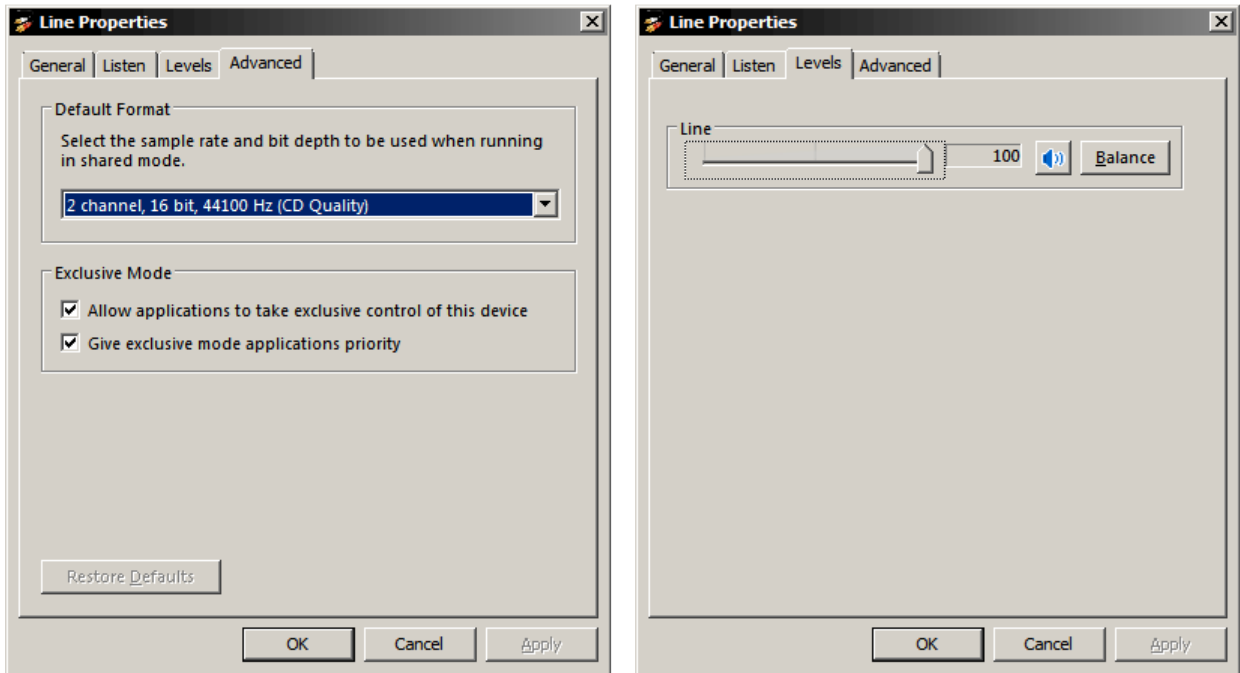 Line Properties
General Listen Levels Advanced
Default Format
Select the sample rate and bit depth to be used when running
in shared mode.
2 channel, 16 bit, 44100 Hz (CD Quality)
Exclusive Mode
Allow applications to take exclusive control of this device
Give exclusive mode applications priority
Restore Defaults
OK Cancel Apply
Line Properties
General Listen Levels Advanced
Line
100 Balance
OK Cancel Apply